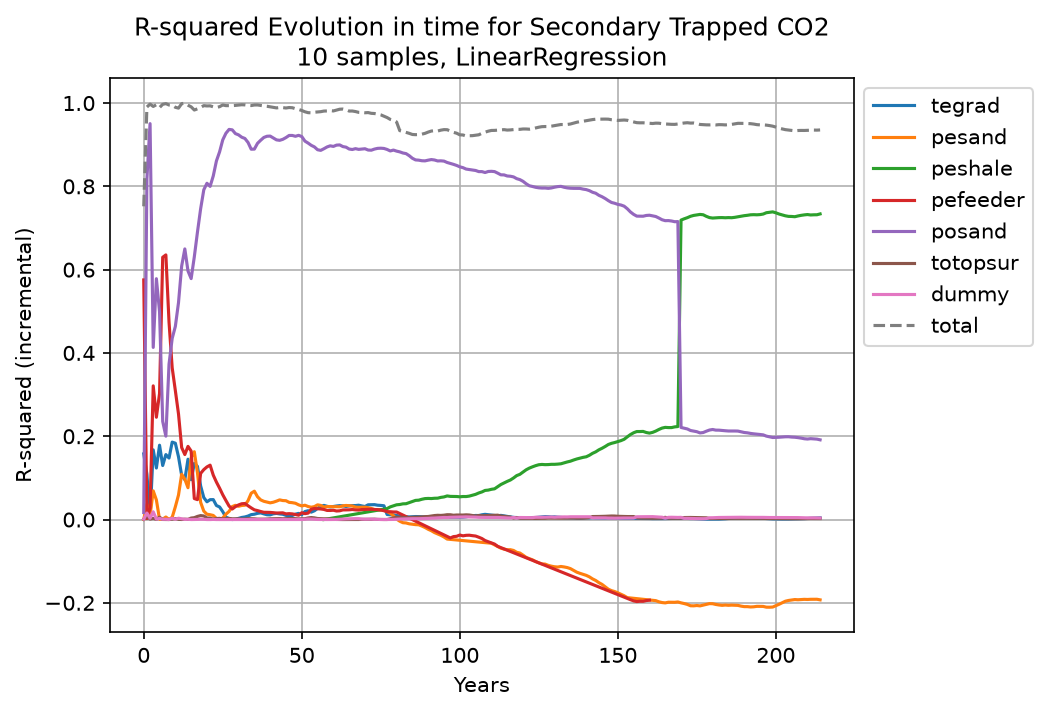 R-squared Evolution in time for Secondary Trapped CO2
10 samples, LinearRegression
R-squared (incremental)
1.0
0.8
0.6
0.4
0.2
0.0
−0.2
0
50
100
150
200
Years
tegrad
pesand
peshale
pefeeder
posand
totopsur
dummy
total